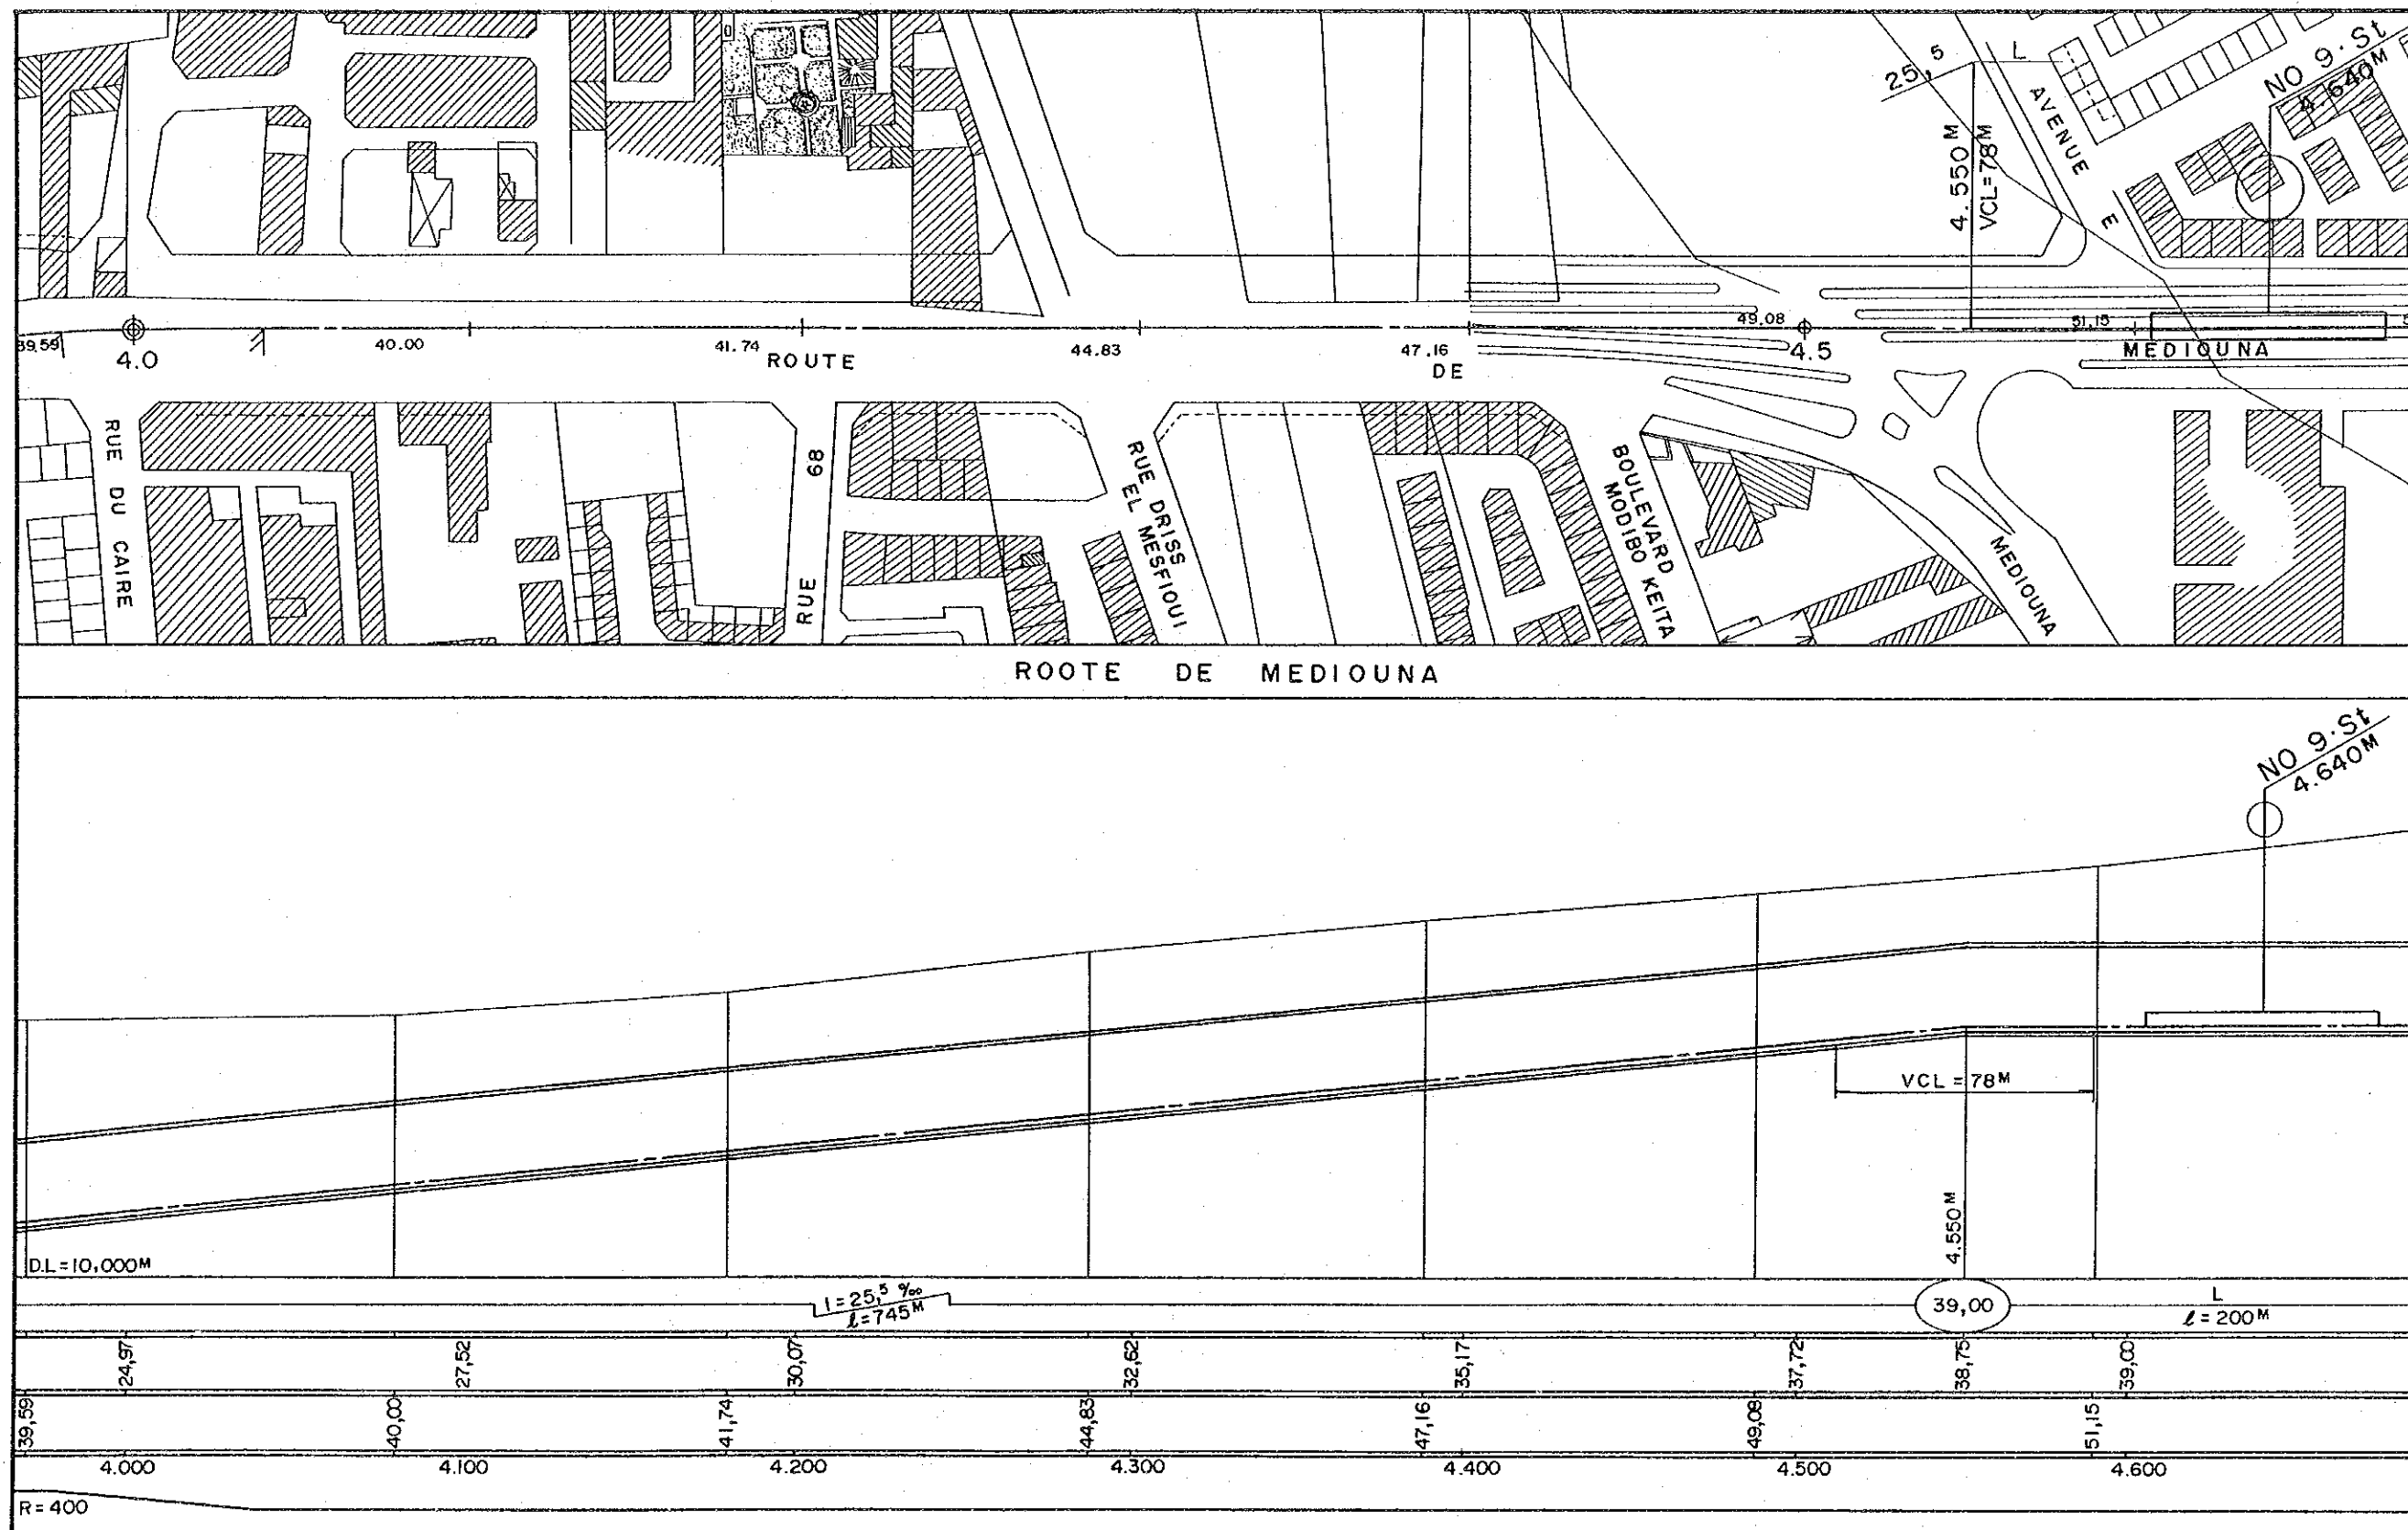 25,5
L
NO 9·St
4.640M
AVENUE E
4.550M
VCL=78M
39,59
4.0
40.00
41.74
ROUTE
44.83
47.16
DE
49.08
4.5
51,15
MEDIOUNA
RUE DU CAIRE
RUE 68
RUE DRISS
EL MESFIOUI
BOULEVARD
MODIBO KEITA
MEDIOUNA
ROOTE DE MEDIOUNA
NO 9·St
4.640M
VCL=78M
4.550M
D.L=10,000M
I=25,5 ‰
ℓ=745M
39,00
L
ℓ=200M
24,97
27,52
30,07
32,62
35,17
37,72
38,75
39,00
39,59
40,00
41,74
44,83
47,16
49,08
51,15
4.000
4.100
4.200
4.300
4.400
4.500
4.600
R=400